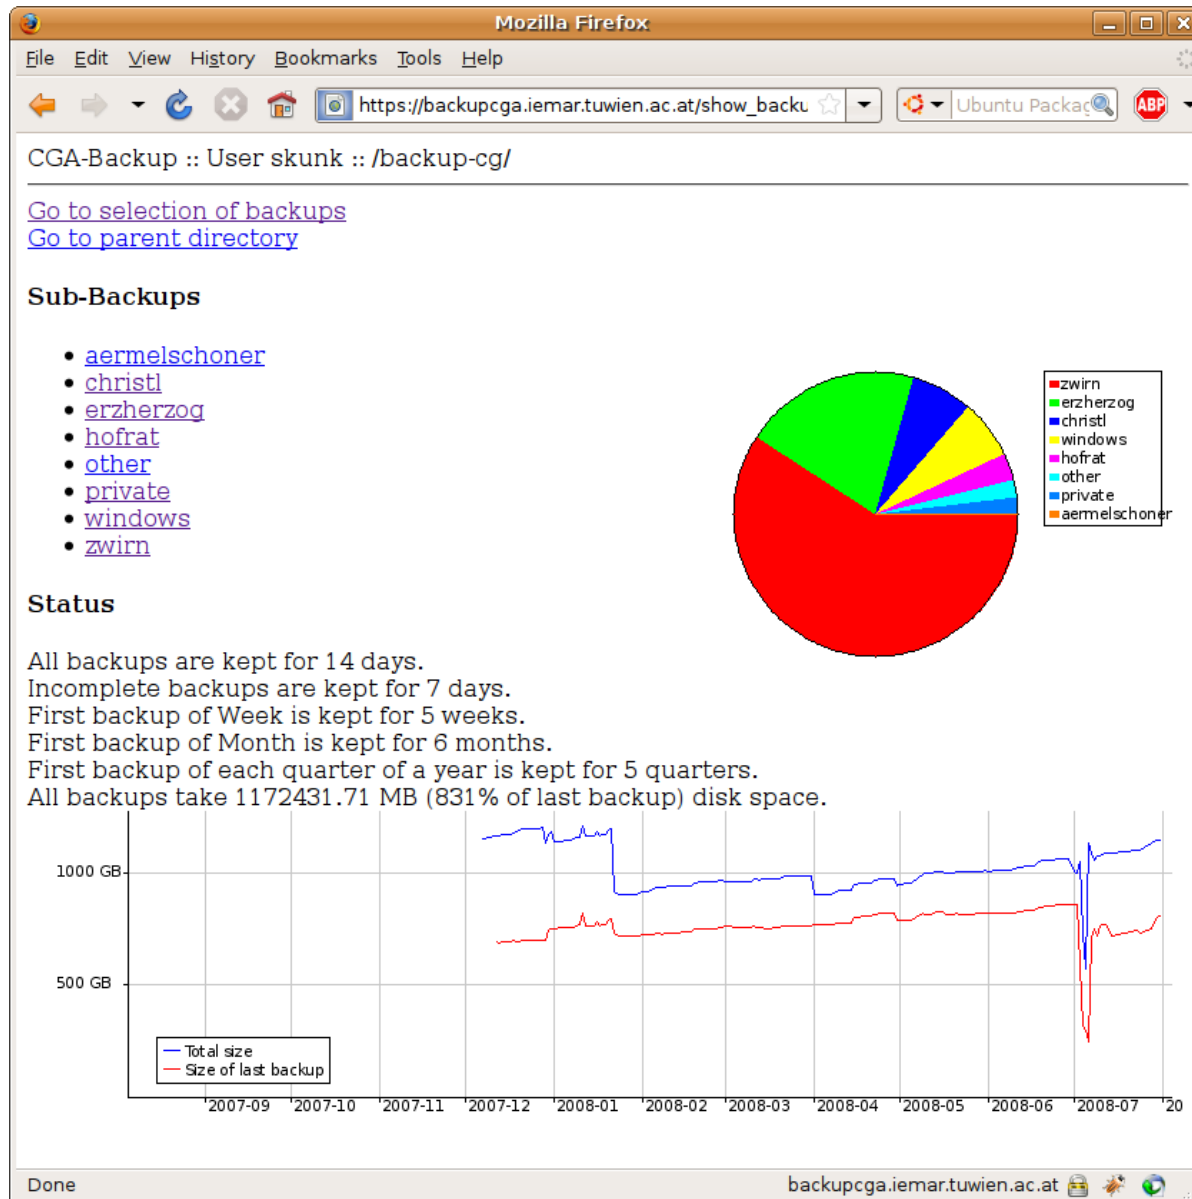 Mozilla Firefox
File Edit View History Bookmarks Tools Help
https://backupcga.iemar.tuwien.ac.at/show_backu
Ubuntu Packag
ABP
CGA-Backup :: User skunk :: /backup-cg/
Go to selection of backups
Go to parent directory
Sub-Backups
aermelschoner
christl
erzherzog
hofrat
other
private
windows
zwirn
zwirn
erzherzog
christl
windows
hofrat
other
private
aermelschoner
Status
All backups are kept for 14 days.
Incomplete backups are kept for 7 days.
First backup of Week is kept for 5 weeks.
First backup of Month is kept for 6 months.
First backup of each quarter of a year is kept for 5 quarters.
All backups take 1172431.71 MB (831% of last backup) disk space.
1000 GB
500 GB
Total size
Size of last backup
2007-09 2007-10 2007-11 2007-12 2008-01 2008-02 2008-03 2008-04 2008-05 2008-06 2008-07 20
Done
backupcga.iemar.tuwien.ac.at